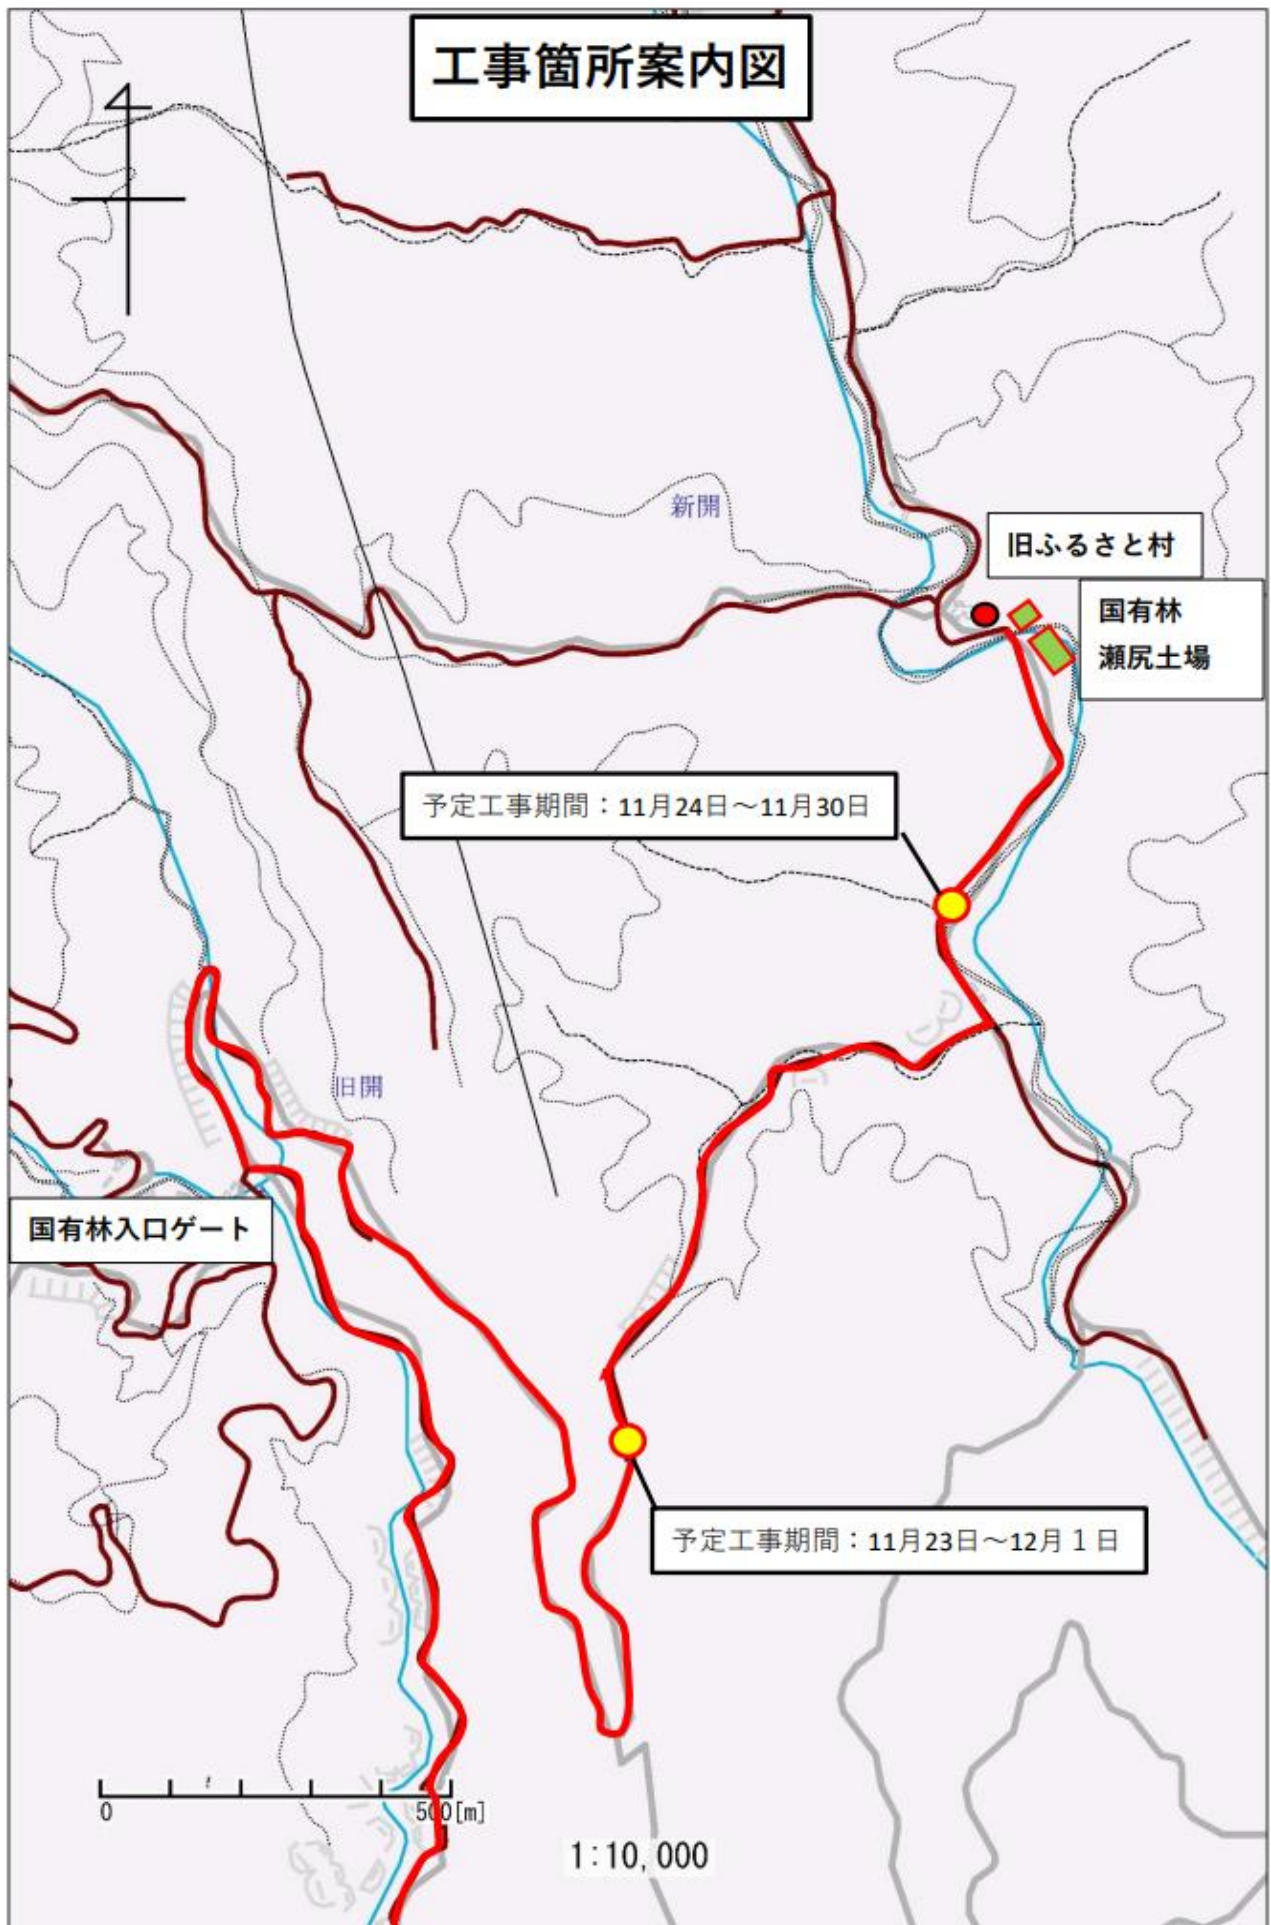 工事箇所案内図
新開
旧ふるさと村
国有林
瀬尻土場
予定工事期間：11月24日～11月30日
旧開
国有林入口ゲート
予定工事期間：11月23日～12月１日
0
500[m]
1:10,000